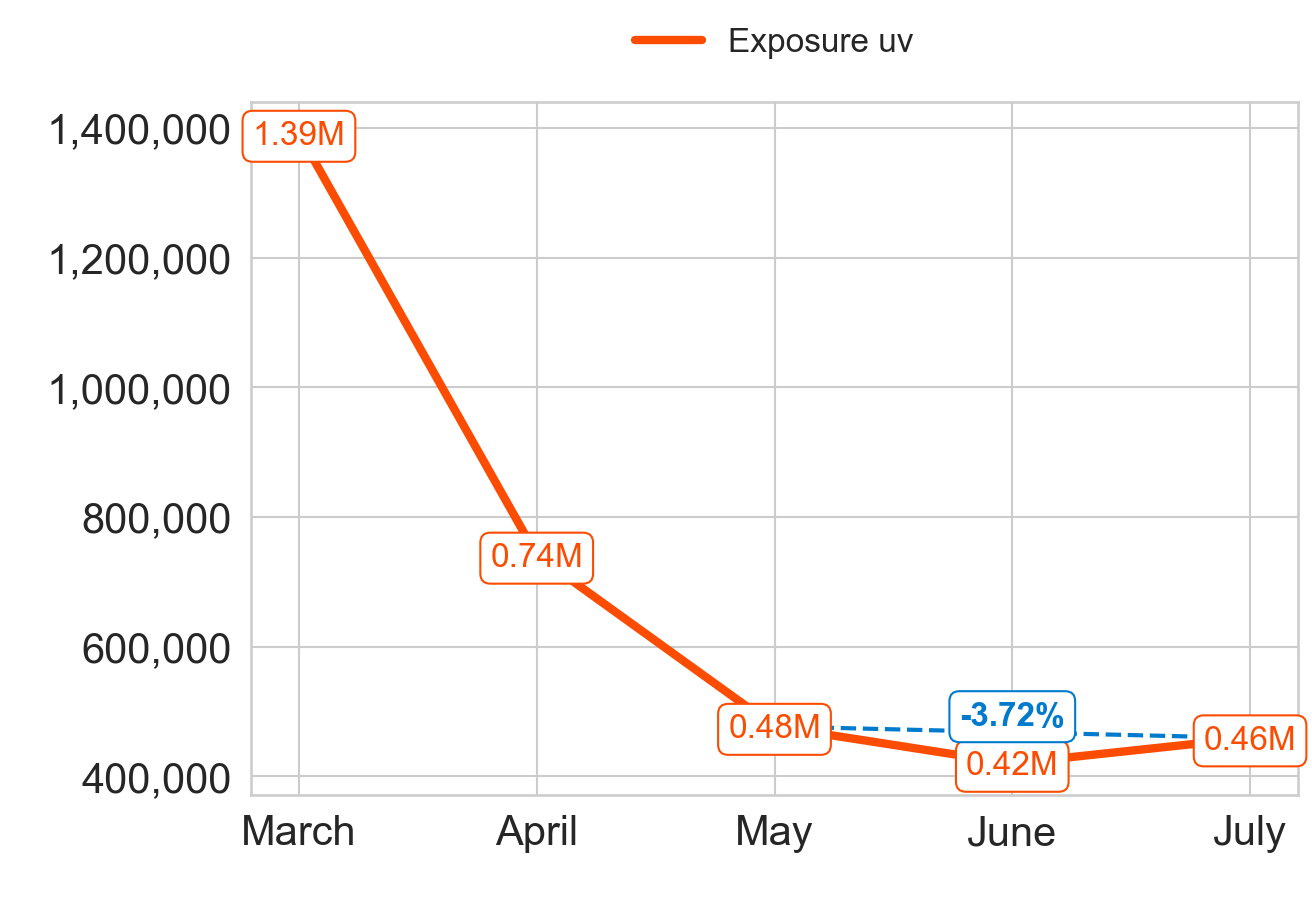 Exposure uv
1,400,000
1.39M
1,200,000
1,000,000
800,000
0.74M
600,000
-3.72%
0.48M
0.46M
0.42M
400,000
March April May June July